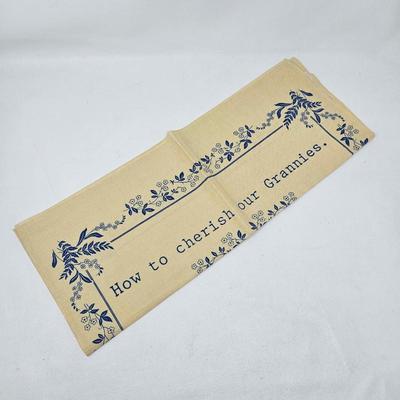 How to cherish our Grannies.